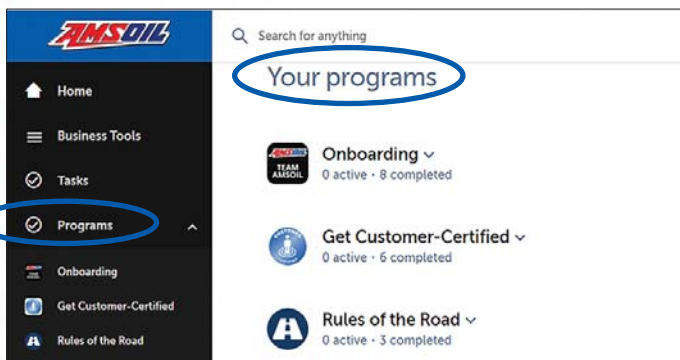 AMSOIL
Home
Business Tools
Tasks
Programs
Onboarding
Get Customer-Certified
Rules of the Road
Search for anything
Your programs
AMSOIL
TEAM
AMSOIL
Onboarding
0 active · 8 completed
Get Customer-Certified
0 active · 6 completed
Rules of the Road
0 active · 3 completed